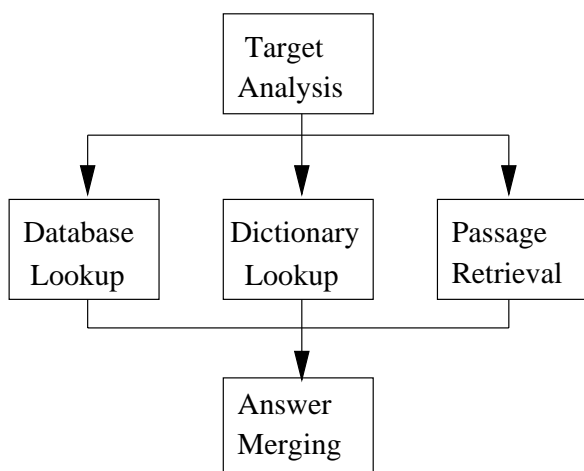 Target
Analysis
Database
Lookup
Dictionary
Lookup
Passage
Retrieval
Answer
Merging